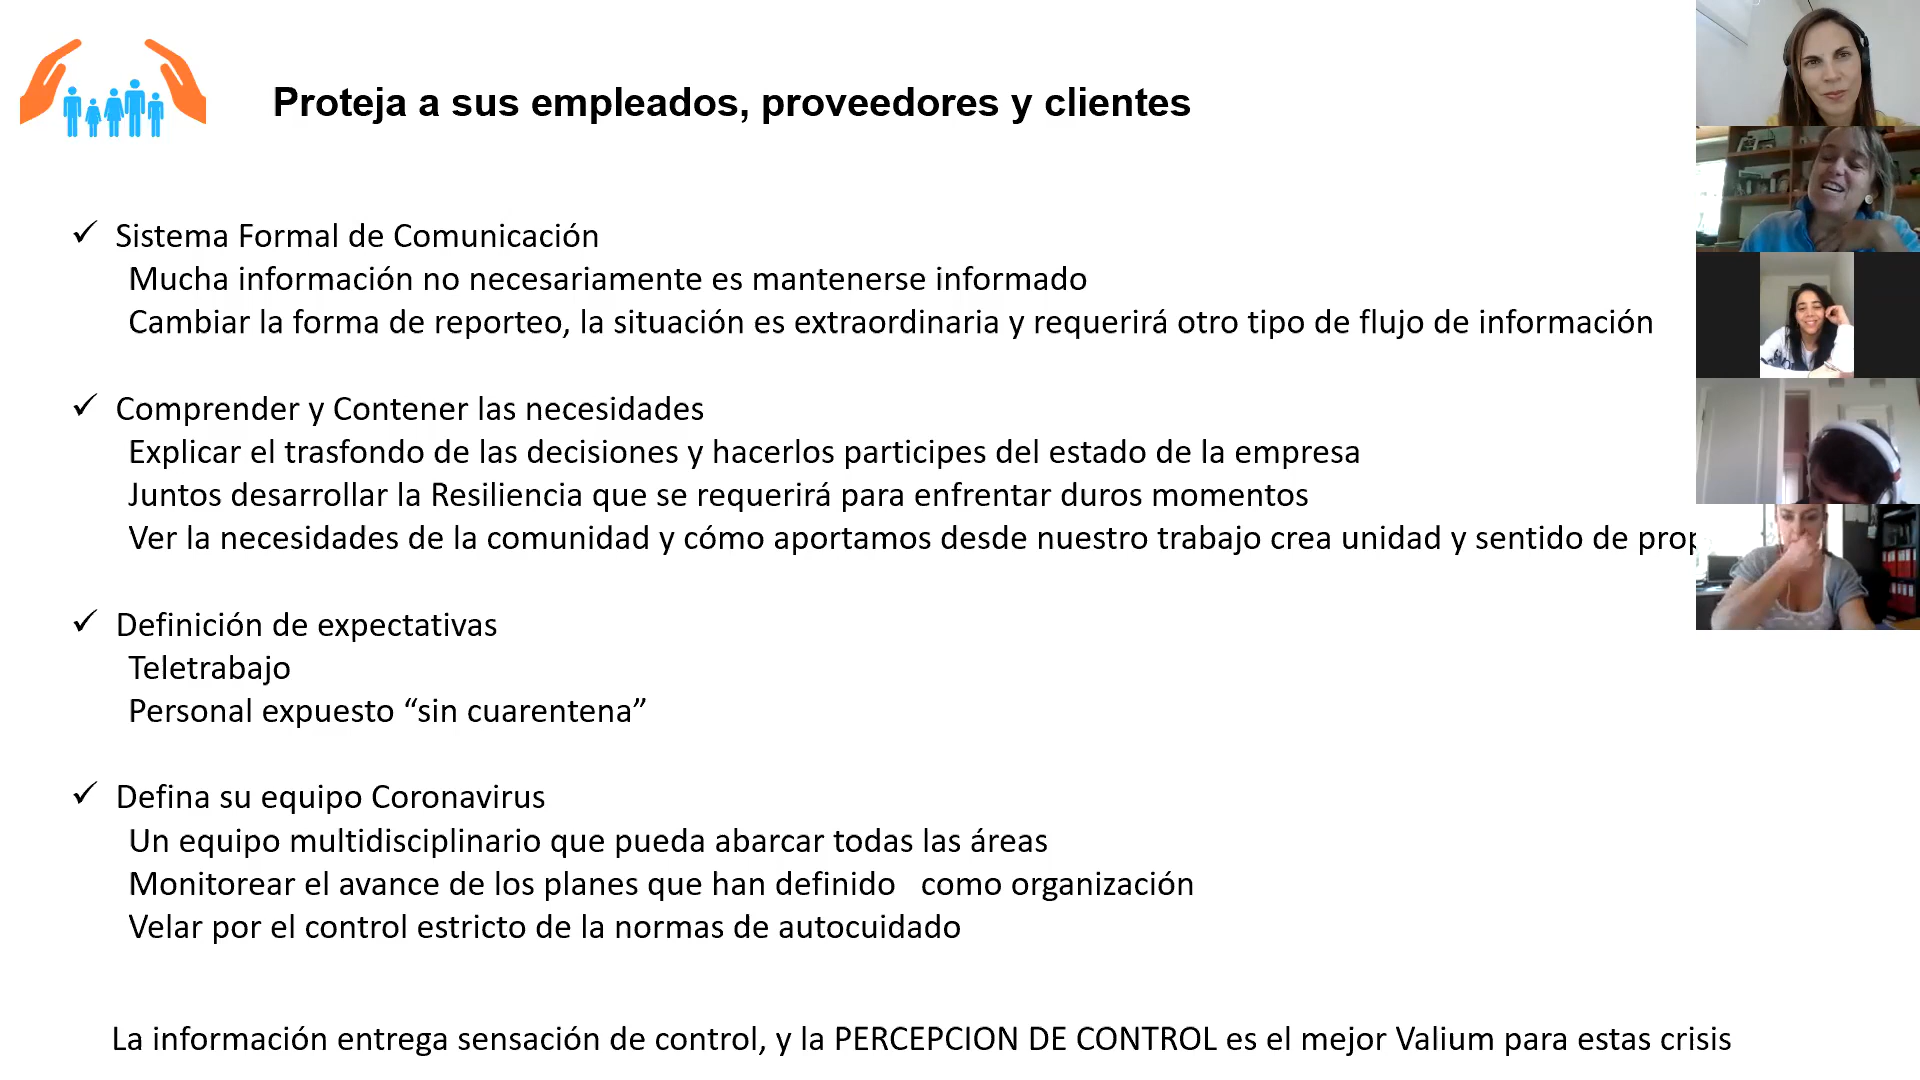 Proteja a sus empleados, proveedores y clientes
✓ Sistema Formal de Comunicación
Mucha información no necesariamente es mantenerse informado
Cambiar la forma de reporteo, la situación es extraordinaria y requerirá otro tipo de flujo de información
✓ Comprender y Contener las necesidades
Explicar el trasfondo de las decisiones y hacerlos participes del estado de la empresa
Juntos desarrollar la Resiliencia que se requerirá para enfrentar duros momentos
Ver la necesidades de la comunidad y cómo aportamos desde nuestro trabajo crea unidad y sentido de
✓ Definición de expectativas
Teletrabajo
Personal expuesto “sin cuarentena”
✓ Defina su equipo Coronavirus
Un equipo multidisciplinario que pueda abarcar todas las áreas
Monitorear el avance de los planes que han definido como organización
Velar por el control estricto de la normas de autocuidado
La información entrega sensación de control, y la PERCEPCION DE CONTROL es el mejor Valium para estas crisis